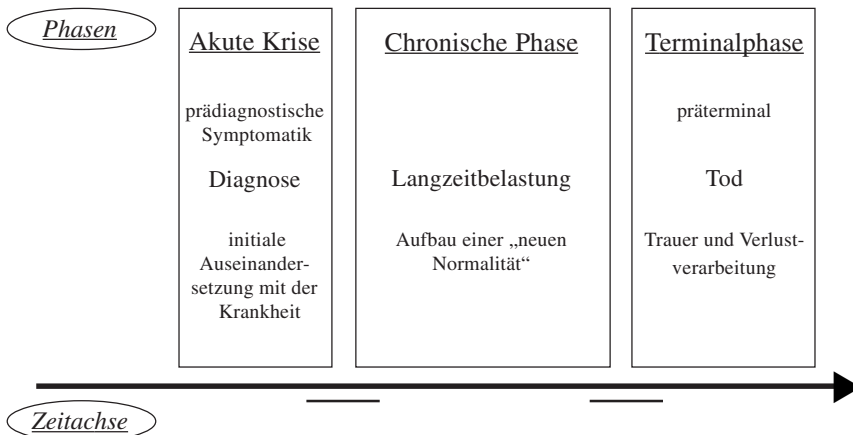 Phasen
Akute Krise
prädiagnostische
Symptomatik
Diagnose
initiale
Auseinander-
setzung mit der
Krankheit
Chronische Phase
Langzeitbelastung
Aufbau einer „neuen
Normalität“
Terminalphase
präterminal
Tod
Trauer und Verlust-
verarbeitung
Zeitachse